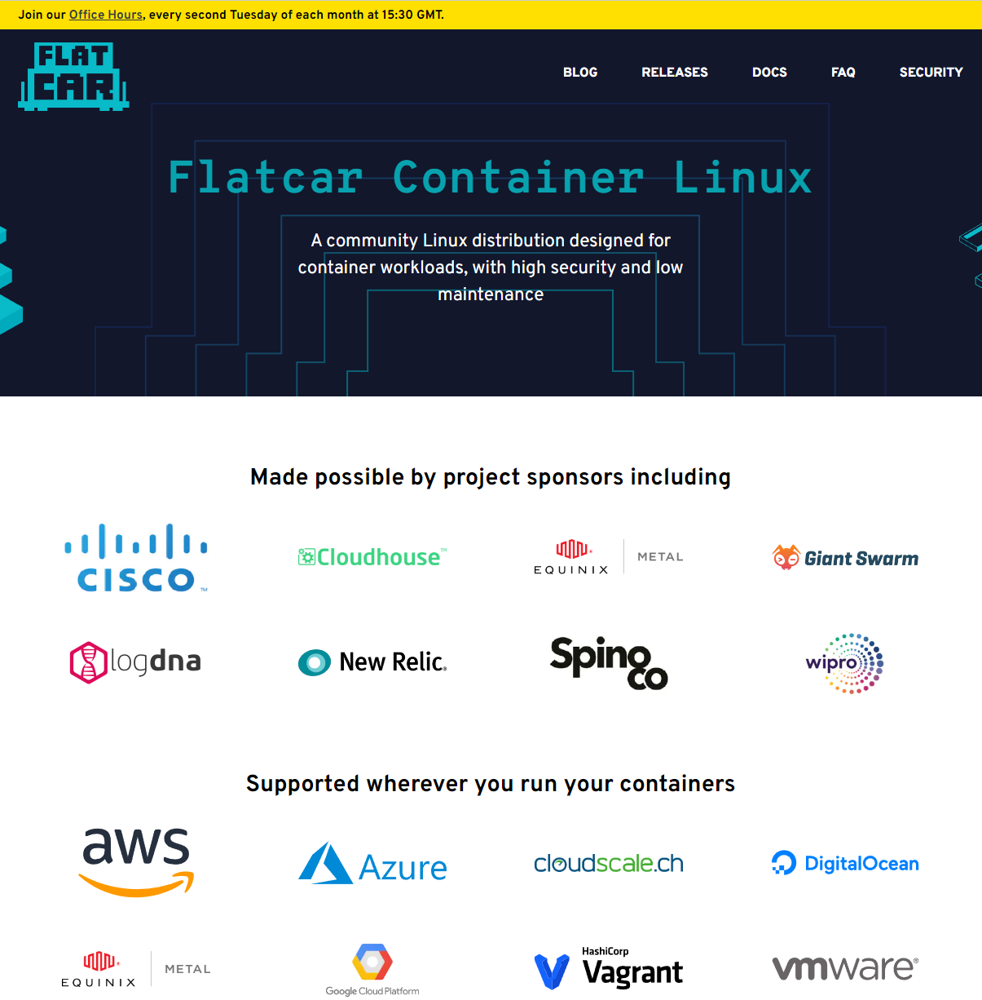 Join our Office Hours, every second Tuesday of each month at 15:30 GMT.
FLAT
CAR
BLOG RELEASES DOCS FAQ SECURITY
Flatcar Container Linux
A community Linux distribution designed for
container workloads, with high security and low
maintenance
Made possible by project sponsors including
CISCO™
Cloudhouse™
EQUINIX METAL
Giant Swarm
logdna
New Relic®
Spingo
co
wipro
Supported wherever you run your containers
aws
Azure
cloudscale.ch
DigitalOcean
EQUINIX METAL
Google Cloud Platform
HashiCorp
Vagrant
vmware®